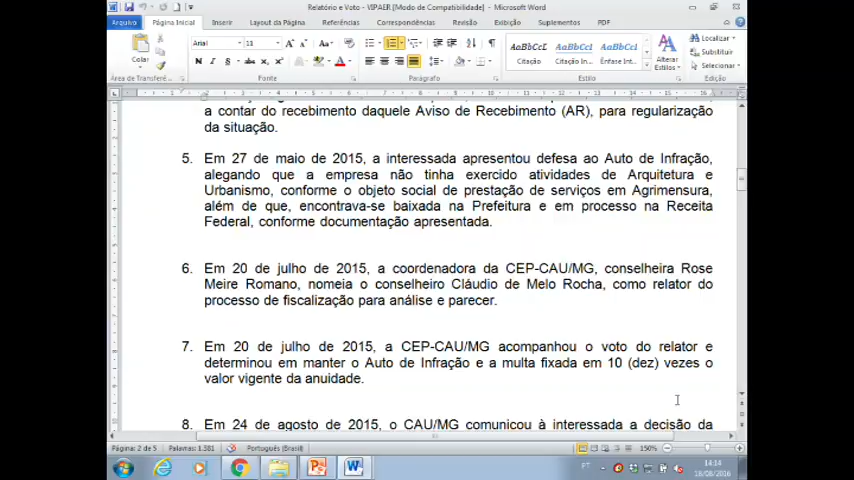 Relatório e Voto - VIPAER [Modo de Compatibilidade] - Microsoft Word
Arquivo Página Inicial Inserir Layout da Página Referências Correspondências Revisão Exibição Suplementos PDF
Arial 11 Aa AaBbCcL AaBbCcI AaBbCcI Localizar
Colar N I S abc Alterar Estilos Substituir
Citação Citação In... Ênfase Int... Selecionar
Área de Transferê... Fonte Parágrafo Estilo Edição
a contar do recebimento daquele Aviso de Recebimento (AR), para regularização
da situação.
5. Em 27 de maio de 2015, a interessada apresentou defesa ao Auto de Infração,
alegando que a empresa não tinha exercido atividades de Arquitetura e
Urbanismo, conforme o objeto social de prestação de serviços em Agrimensura,
além de que, encontrava-se baixada na Prefeitura e em processo na Receita
Federal, conforme documentação apresentada.
6. Em 20 de julho de 2015, a coordenadora da CEP-CAU/MG, conselheira Rose
Meire Romano, nomeia o conselheiro Cláudio de Melo Rocha, como relator do
processo de fiscalização para análise e parecer.
7. Em 20 de julho de 2015, a CEP-CAU/MG acompanhou o voto do relator e
determinou em manter o Auto de Infração e a multa fixada em 10 (dez) vezes o
valor vigente da anuidade.
8. Em 24 de agosto de 2015, o CAU/MG comunicou à interessada a decisão da
Página: 2 de 5 Palavras: 1.381 Português (Brasil) 150%
PT 14:14
18/08/2016